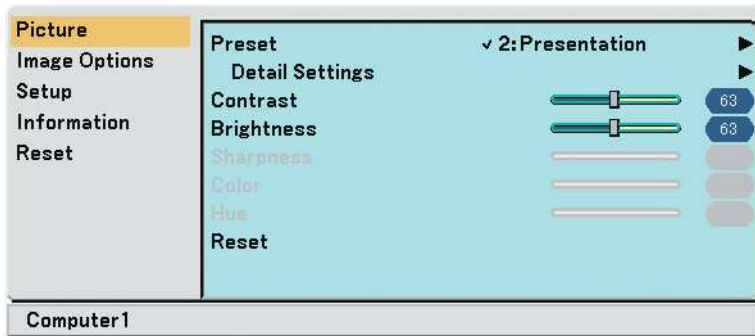 Picture
Image Options
Setup
Information
Reset
Preset ✓ 2:Presentation ▶
Detail Settings ▶
Contrast 63
Brightness 63
Sharpness
Color
Hue
Reset
Computer1